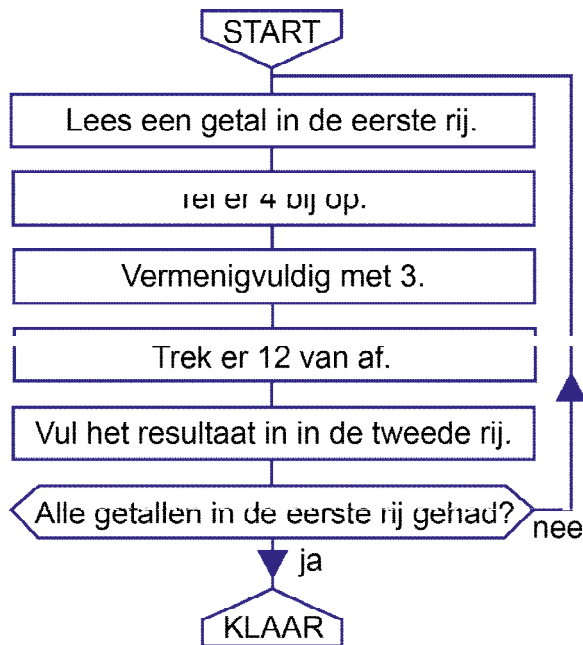 START
Lees een getal in de eerste rij.
Tel er 4 bij op.
Vermenigvuldig met 3.
Trek er 12 van af.
Vul het resultaat in in de tweede rij.
Alle getallen in de eerste rij gehad?
nee
ja
KLAAR